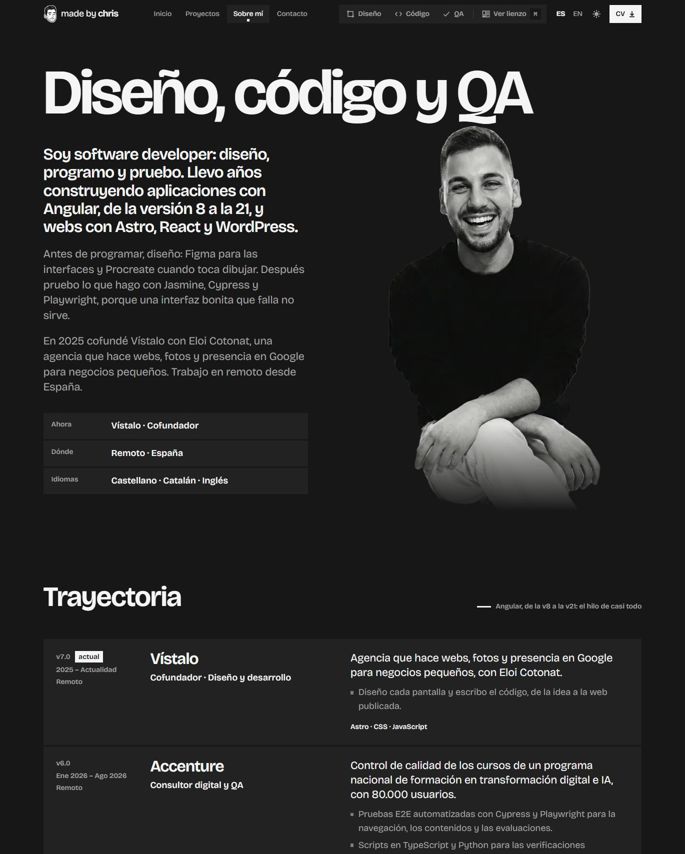 made by chris
Inicio
Proyectos
Sobre mí
Contacto
Diseño
Código
QA
Ver lienzo
M
ES
EN
CV
Diseño, código y QA
Soy software developer: diseño,
programo y pruebo. Llevo años
construyendo aplicaciones con
Angular, de la versión 8 a la 21, y
webs con Astro, React y WordPress.
Antes de programar, diseño: Figma para las
interfaces y Procreate cuando toca dibujar. Después
pruebo lo que hago con Jasmine, Cypress y
Playwright, porque una interfaz bonita que falla no
sirve.
En 2025 cofundé Vístalo con Eloi Cotonat, una
agencia que hace webs, fotos y presencia en Google
para negocios pequeños. Trabajo en remoto desde
España.
Ahora
Vístalo · Cofundador
Dónde
Remoto · España
Idiomas
Castellano · Catalán · Inglés
Trayectoria
Angular, de la v8 a la v21: el hilo de casi todo
v7.0 actual
2025 – Actualidad
Remoto
Vístalo
Cofundador · Diseño y desarrollo
Agencia que hace webs, fotos y presencia en Google
para negocios pequeños, con Eloi Cotonat.
Diseño cada pantalla y escribo el código, de la idea a la web
publicada.
Astro · CSS · JavaScript
v6.0
Ene 2026 – Ago 2026
Remoto
Accenture
Consultor digital y QA
Control de calidad de los cursos de un programa
nacional de formación en transformación digital e IA,
con 80.000 usuarios.
Pruebas E2E automatizadas con Cypress y Playwright para la
navegación, los contenidos y las evaluaciones.
Scripts en TypeScript y Python para las verificaciones